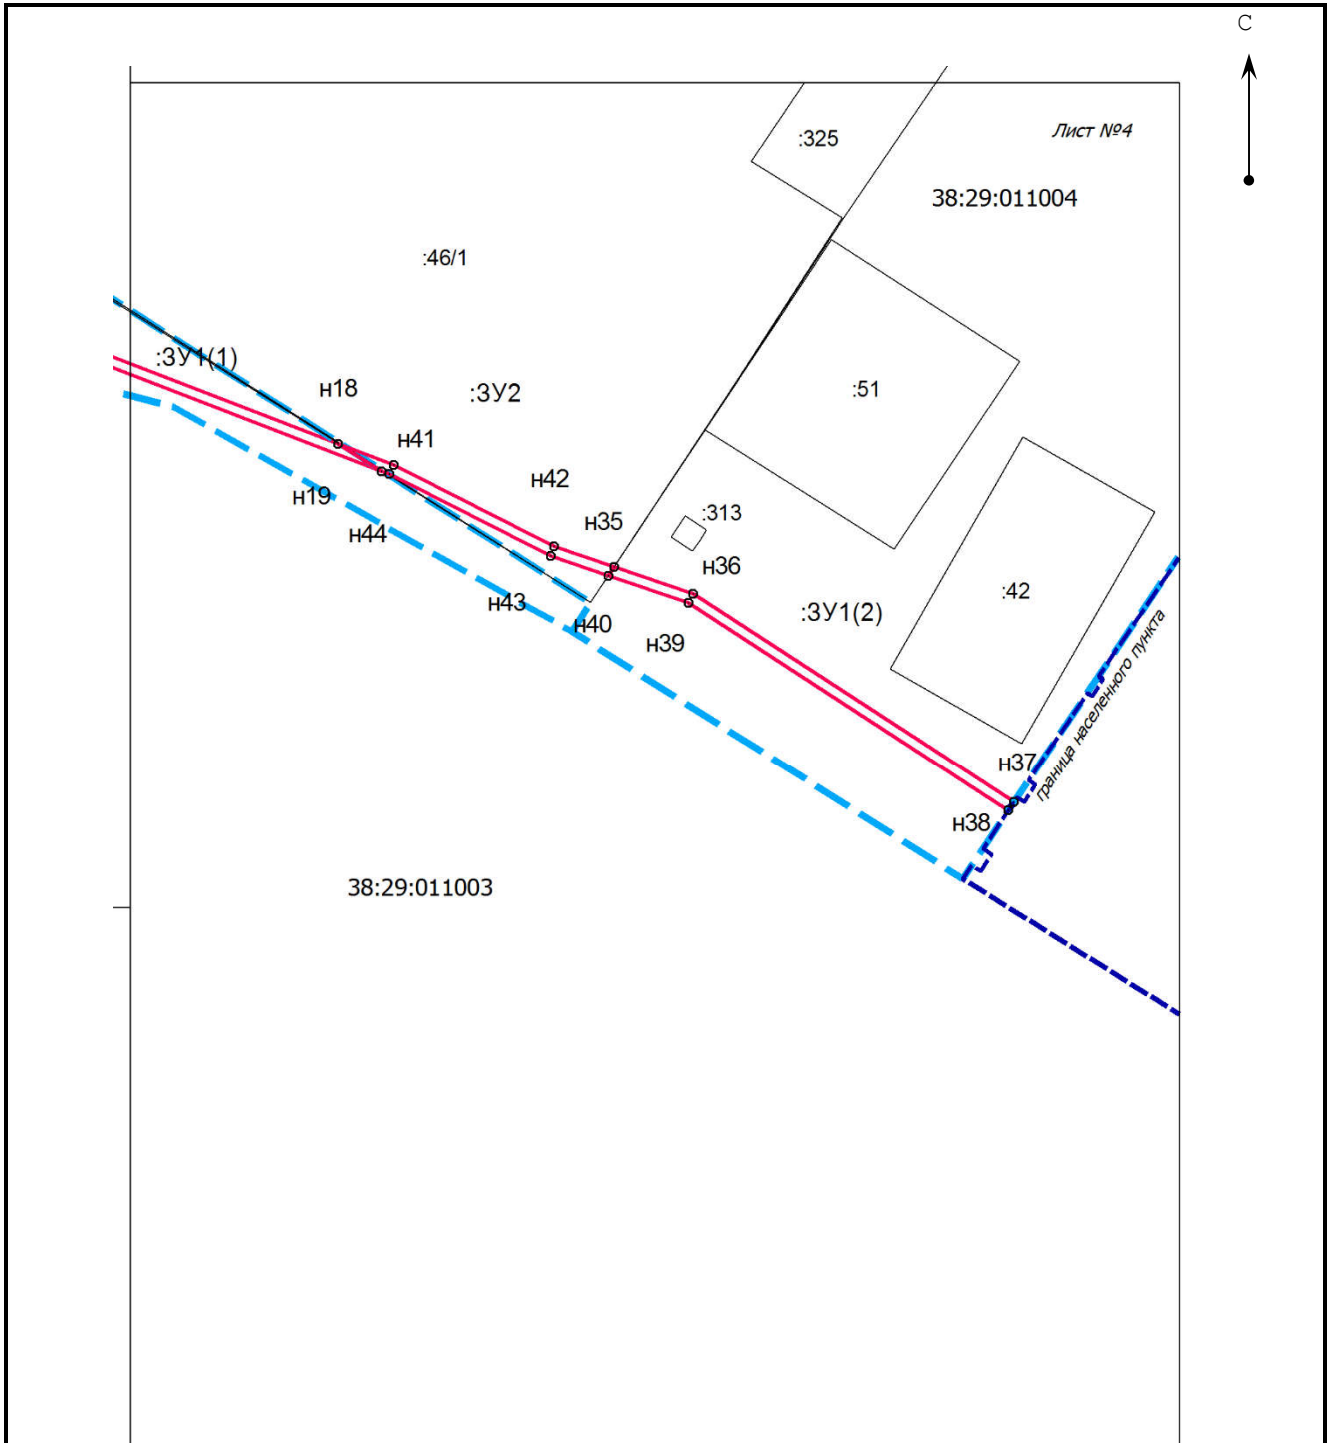 С
Лист №4
:325
38:29:011004
:46/1
:ЗУ1(1)
н18
:ЗУ2
:51
н41
н42
н19
:313
н35
н44
н36
:42
н43
:ЗУ1(2)
н40
н39
граница населенного пункта
н37
н38
38:29:011003